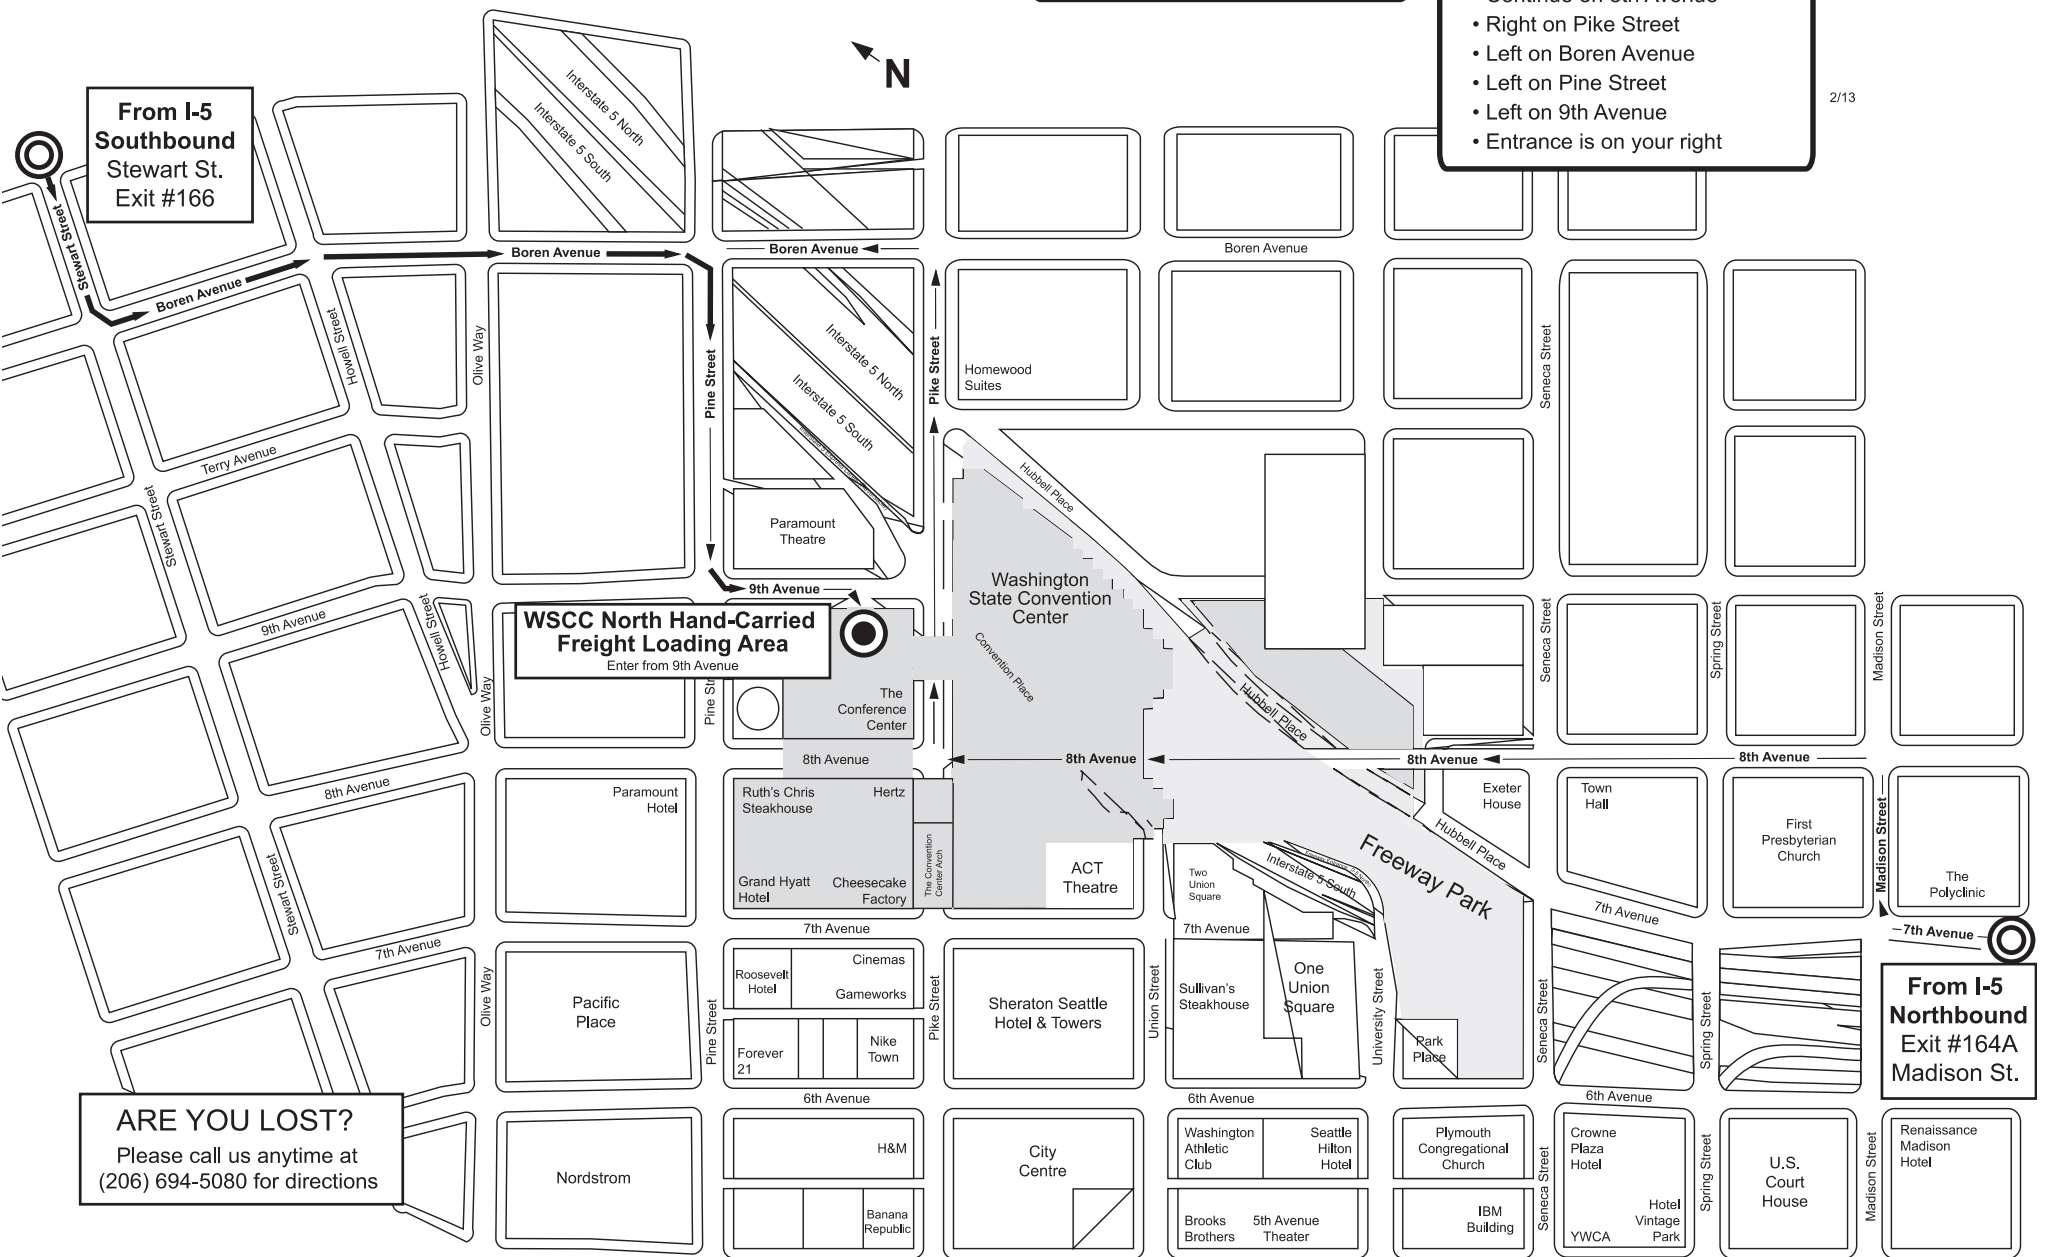 • Right on Pike Street
• Left on Boren Avenue
• Left on Pine Street
• Left on 9th Avenue
• Entrance is on your right
2/13
N
From I-5
Southbound
Stewart St.
Exit #166
Interstate 5 North
Interstate 5 South
Stewart Street
Boren Avenue
Boren Avenue
Boren Avenue
Boren Avenue
Howell Street
Olive Way
Pine Street
Interstate 5 North
Interstate 5 South
Pike Street
Homewood
Suites
Seneca Street
Terry Avenue
Stewart Street
Paramount
Theatre
Hubbell Place
9th Avenue
Washington
State Convention
Center
Convention Place
WSCC North Hand-Carried
Freight Loading Area
Enter from 9th Avenue
9th Avenue
Howell Street
Olive Way
Pine Str
The
Conference
Center
Hubbell Place
Seneca Street
Spring Street
Madison Street
8th Avenue
8th Avenue
8th Avenue
8th Avenue
8th Avenue
Paramount
Hotel
Ruth's Chris
Steakhouse
Hertz
Grand Hyatt
Hotel
Cheesecake
Factory
The Convention
Center Arch
ACT
Theatre
Two
Union
Square
Interstate 5 South
Freeway Park
Hubbell Place
Exeter
House
Town
Hall
First
Presbyterian
Church
Madison Street
The
Polyclinic
Stewart Street
7th Avenue
7th Avenue
7th Avenue
7th Avenue
7th Avenue
Olive Way
Pacific
Place
Pine Street
Roosevelt
Hotel
Cinemas
Gameworks
Forever
21
Nike
Town
Pike Street
Sheraton Seattle
Hotel & Towers
Union Street
Sullivan's
Steakhouse
One
Union
Square
University Street
Park
Place
Seneca Street
Spring Street
From I-5
Northbound
Exit #164A
Madison St.
6th Avenue
6th Avenue
6th Avenue
ARE YOU LOST?
Please call us anytime at
(206) 694-5080 for directions
Nordstrom
H&M
Banana
Republic
City
Centre
Washington
Athletic
Club
Seattle
Hilton
Hotel
Brooks
Brothers
5th Avenue
Theater
Plymouth
Congregational
Church
IBM
Building
Seneca Street
Crowne
Plaza
Hotel
Hotel
Vintage
Park
YWCA
Spring Street
U.S.
Court
House
Madison Street
Renaissance
Madison
Hotel